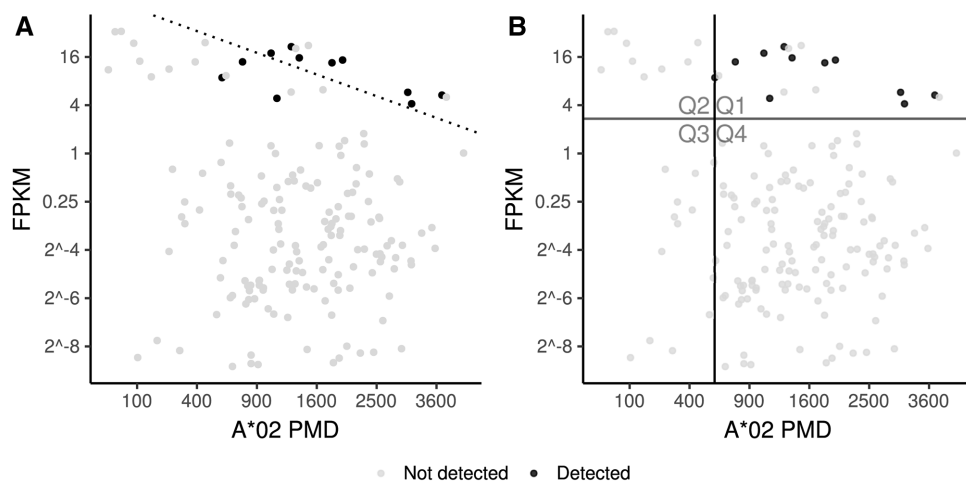 A
B
FPKM
16
4
1
0.25
2^-4
2^-6
2^-8
100
400
900
1600
2500
3600
A*02 PMD
FPKM
16
4
1
0.25
2^-4
2^-6
2^-8
Q2 Q1
Q3 Q4
100
400
900
1600
2500
3600
A*02 PMD
Not detected
Detected